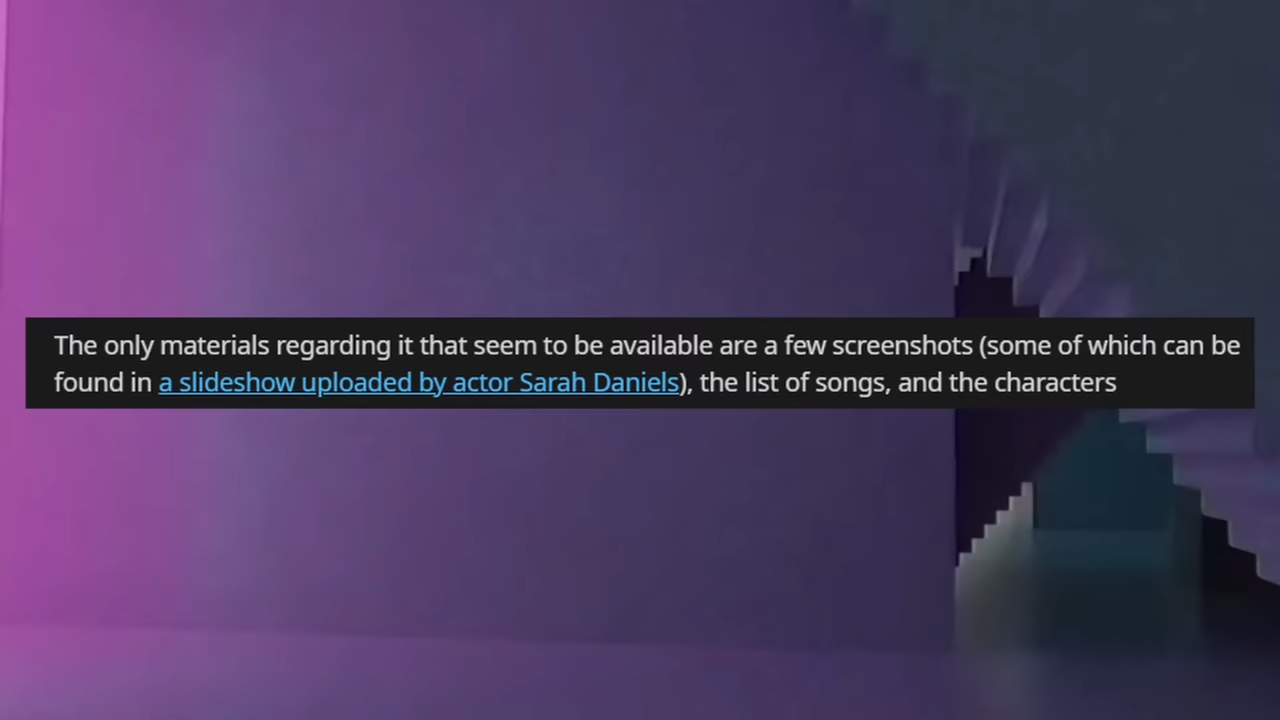 The only materials regarding it that seem to be available are a few screenshots (some of which can be
found in a slideshow uploaded by actor Sarah Daniels), the list of songs, and the characters